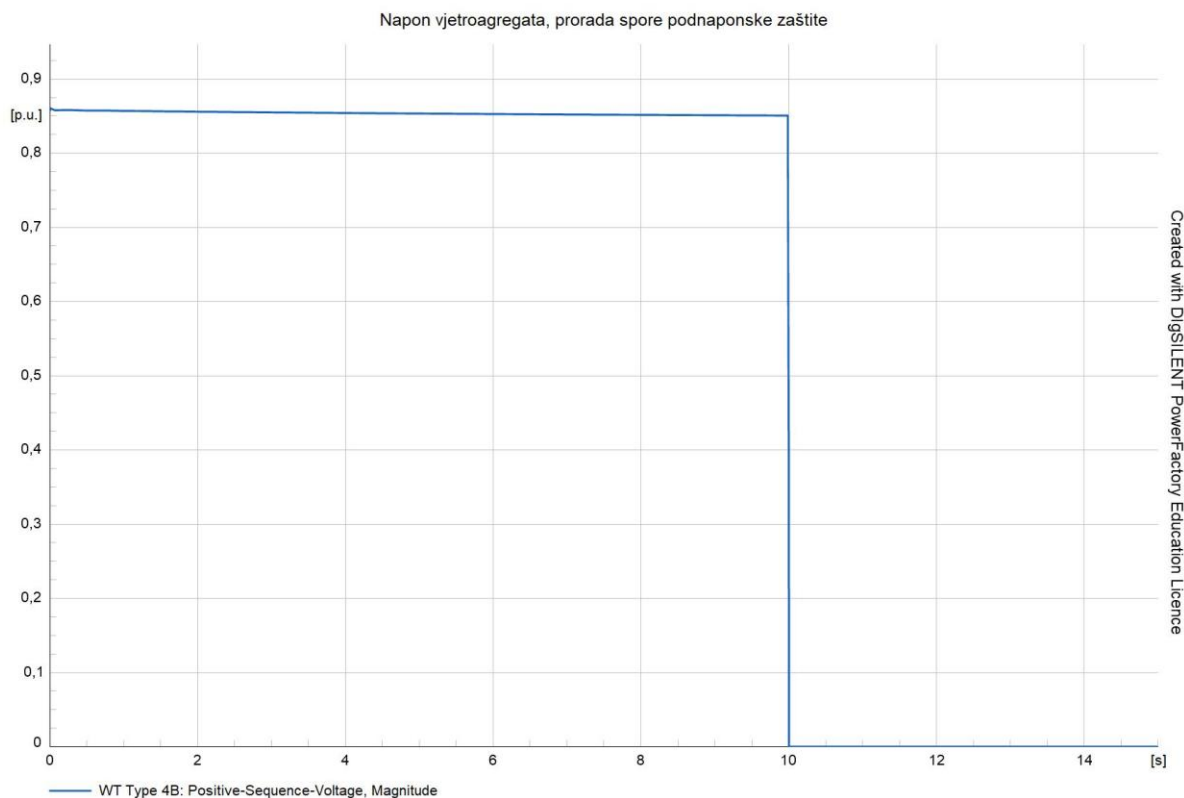 Napon vjetroagregata, prorada spore podnaponske zaštite
0,9
[p.u.]
0,8
0,7
0,6
0,5
0,4
0,3
0,2
0,1
0
0 2 4 6 8 10 12 14 [s]
WT Type 4B: Positive-Sequence-Voltage, Magnitude
Created with DIgSILENT PowerFactory Education Licence